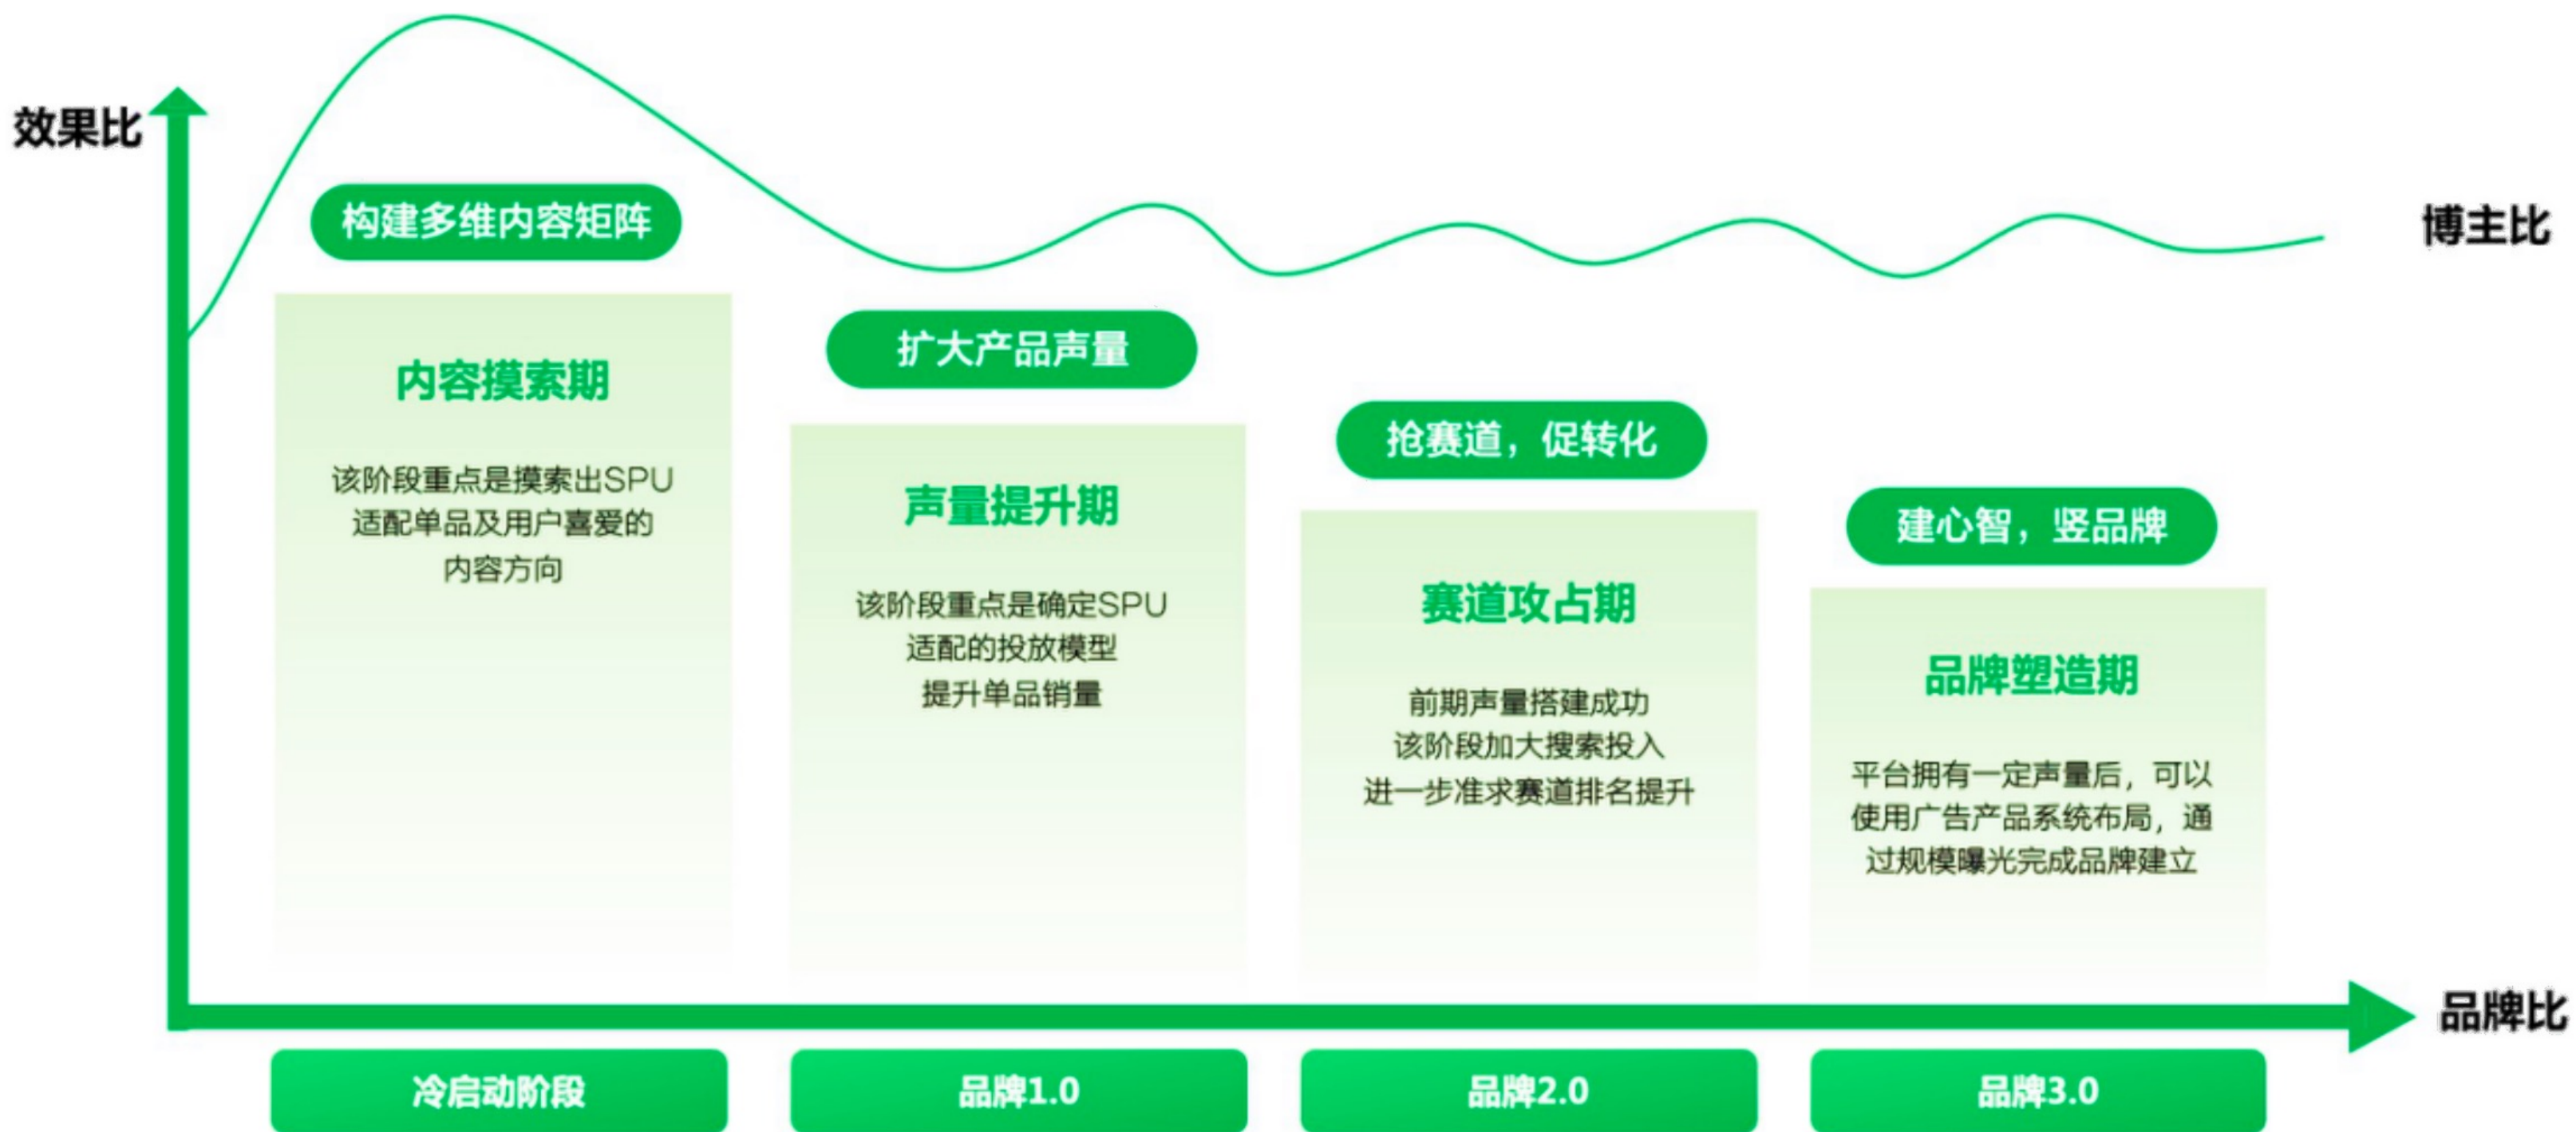 效果比
构建多维内容矩阵
博主比
内容摸索期
该阶段重点是摸索出SPU
适配单品及用户喜爱的
内容方向
扩大产品声量
声量提升期
该阶段重点是确定SPU
适配的投放模型
提升单品销量
抢赛道，促转化
赛道攻占期
前期声量搭建成功
该阶段加大搜索投入
进一步准求赛道排名提升
建心智，竖品牌
品牌塑造期
平台拥有一定声量后，可以
使用广告产品系统布局，通
过规模曝光完成品牌建立
品牌比
冷启动阶段
品牌1.0
品牌2.0
品牌3.0